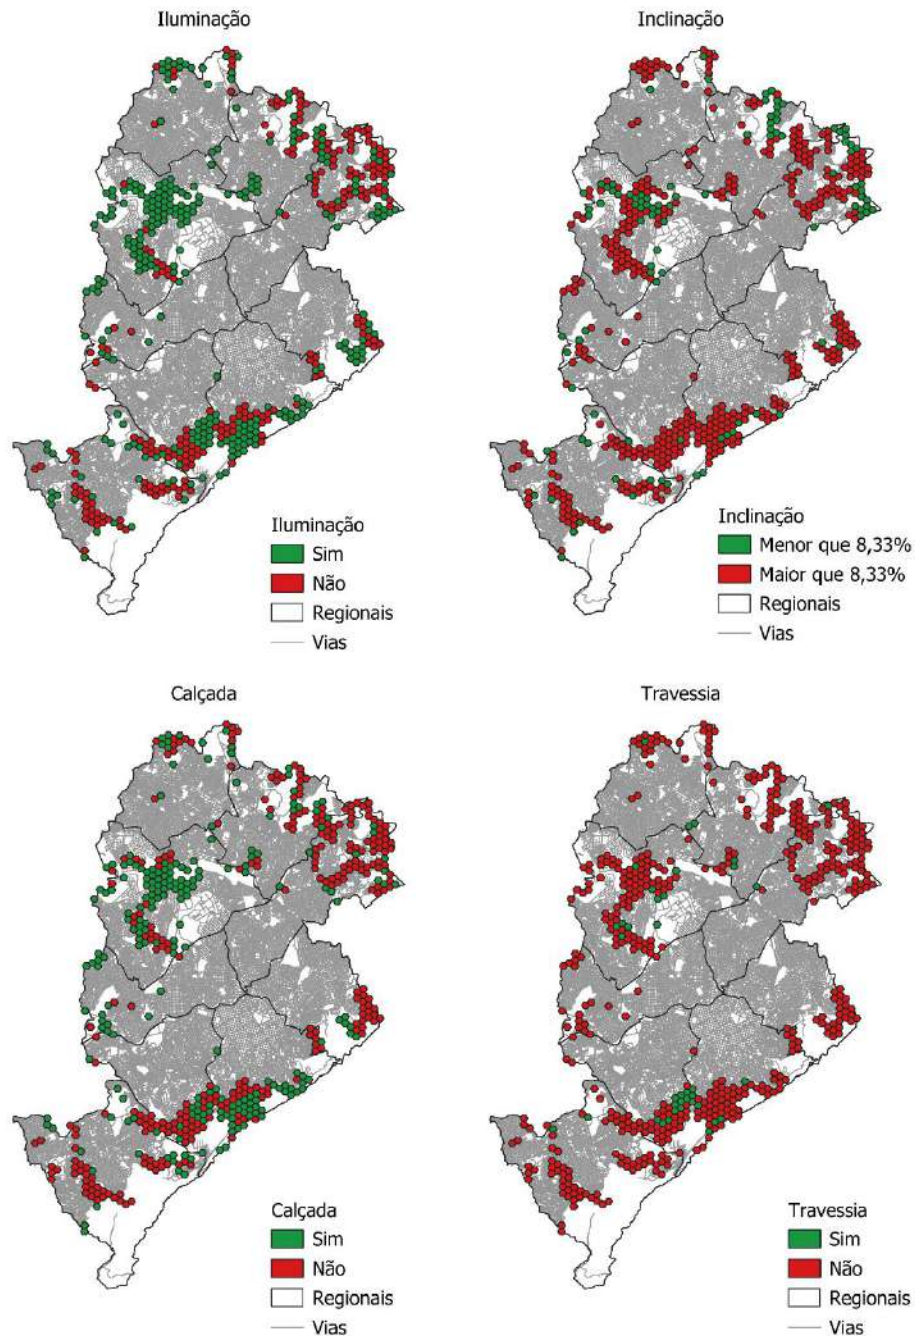 Iluminação
Inclinação
Iluminação
Sim
Não
Regionais
Vias
Inclinação
Menor que 8,33%
Maior que 8,33%
Regionais
Vias
Calçada
Travessia
Calçada
Sim
Não
Regionais
Vias
Travessia
Sim
Não
Regionais
Vias